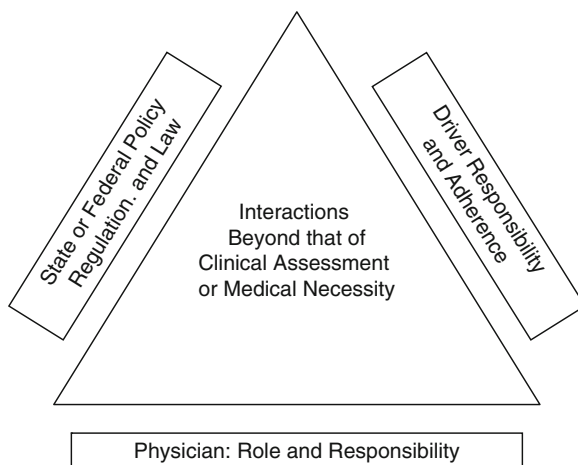 State or Federal Policy
Regulation. and Law
Driver Responsibility
and Adherence
Interactions
Beyond that of
Clinical Assessment
or Medical Necessity
Physician: Role and Responsibility